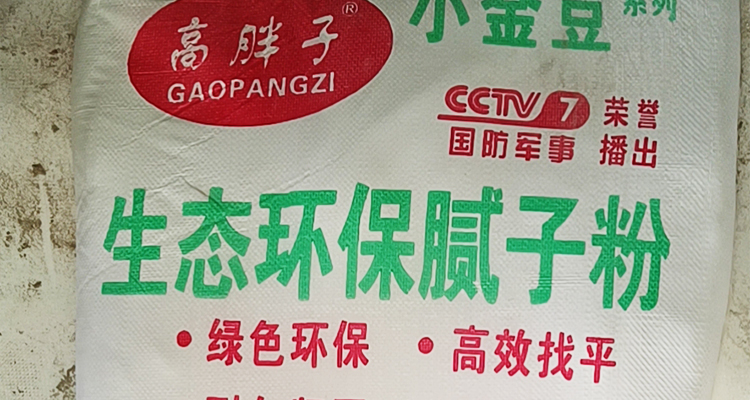 高胖子®
GAOPANGZI
小金豆系列
CCTV 7 荣誉
国防军事 播出
生态环保腻子粉
•绿色环保 •高效找平